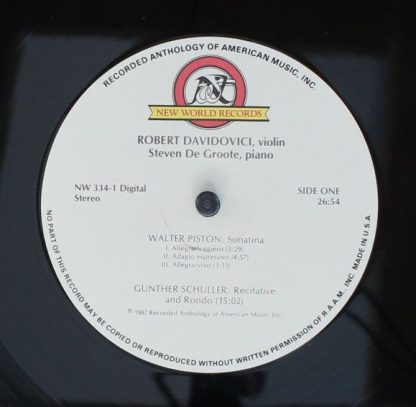 RECORDED ANTHOLOGY OF AMERICAN MUSIC, INC.
NEW WORLD RECORDS
ROBERT DAVIDOVICI, violin
Steven De Groote, piano
NW 334-1 Digital
Stereo
SIDE ONE
26:54
WALTER PISTON: Sonatina
I. Allegro leggiero (3:29)
II. Adagio espressivo (4:57)
III. Allegro vivo (3:13)
GUNTHER SCHULLER: Recitative
and Rondo (15:02)
℗ 1987 Recorded Anthology of American Music, Inc.
NO PART OF THIS RECORD MAY BE COPIED OR REPRODUCED WITHOUT WRITTEN PERMISSION OF R.A.A.M. INC. MADE IN U.S.A.